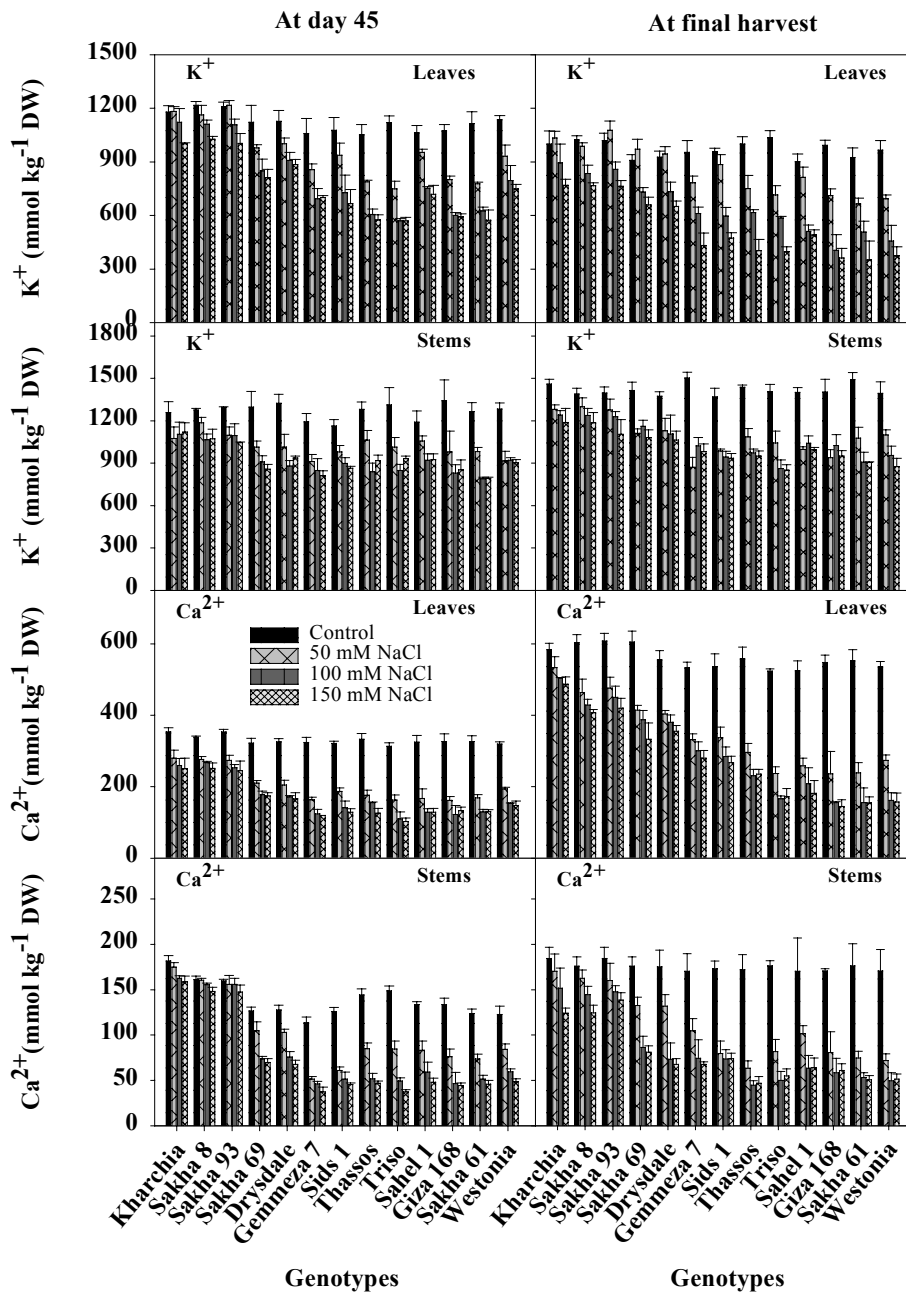 At day 45
At final harvest
K+ (mmol kg-1 DW)
1500
1200
900
600
300
0
K+
Leaves
K+
Leaves
K+ (mmol kg-1 DW)
1800
1500
1200
900
600
300
0
K+
Stems
K+
Stems
Ca2+(mmol kg-1 DW)
600
400
200
0
Ca2+
Leaves
Control
50 mM NaCl
100 mM NaCl
150 mM NaCl
Ca2+
Leaves
Ca2+(mmol kg-1 DW)
250
200
150
100
50
0
Ca2+
Stems
Ca2+
Stems
Kharchia
Sakha 8
Sakha 93
Sakha 69
Drysdale
Gemmeza 7
Sids 1
Thassos
Triso
Sahel 1
Giza 168
Sakha 61
Westonia
Kharchia
Sakha 8
Sakha 93
Sakha 69
Drysdale
Gemmeza 7
Sids 1
Thassos
Triso
Sahel 1
Giza 168
Sakha 61
Westonia
Genotypes
Genotypes